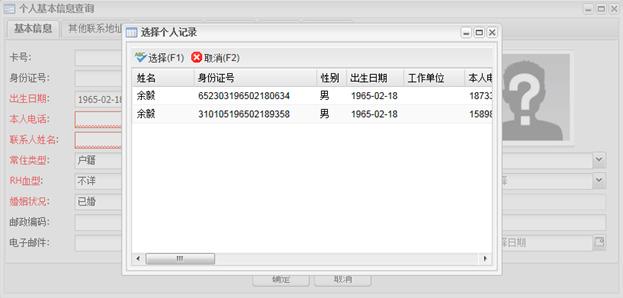 个人基本信息查询
基本信息 其他联系地址
选择个人记录
选择(F1) 取消(F2)
姓名 身份证号 性别 出生日期 工作单位 本人电
余毅 652303196502180634 男 1965-02-18 18733
余毅 310105196502189358 男 1965-02-18 15898
卡号:
身份证号:
出生日期: 1965-02-18
本人电话:
联系人姓名:
常住类型: 户籍
RH血型: 不详
婚姻状况: 已婚
邮政编码:
电子邮件: 择日期
确定 取消